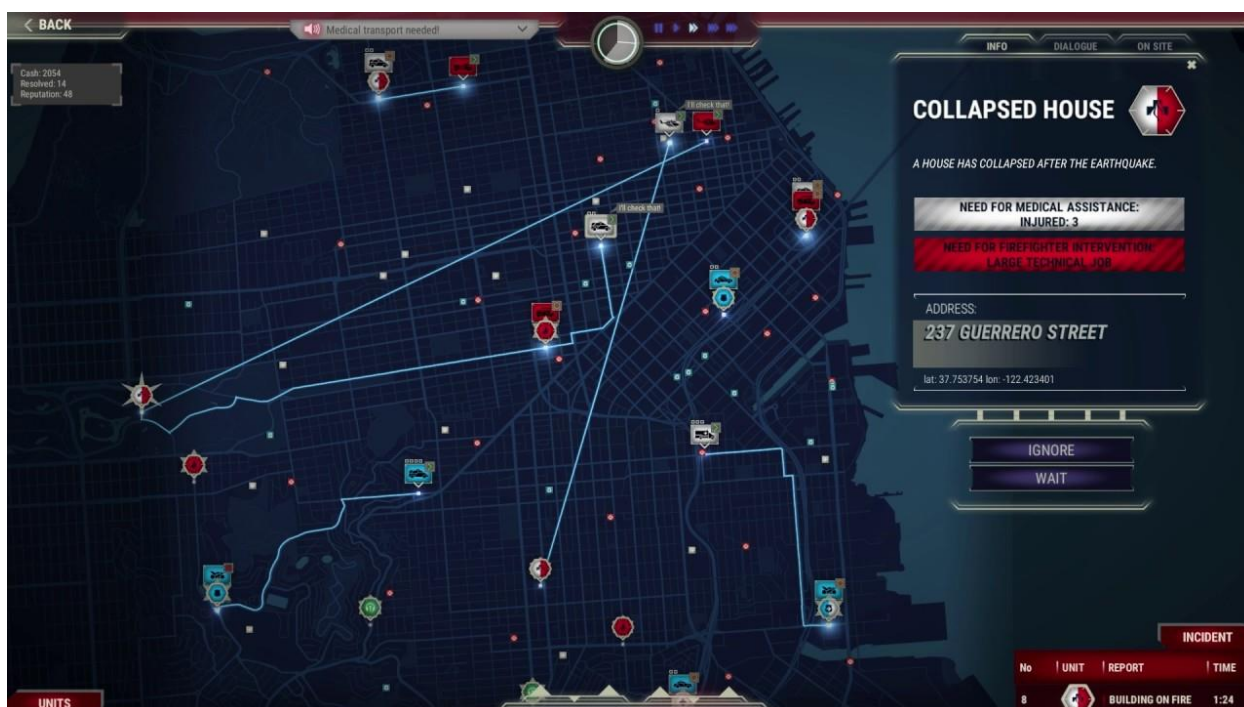 BACK
Medical transport needed!
Cash: 2054
Resolved: 14
Reputation: 48
I'll check that!
I'll check that!
INFO
DIALOGUE
ON SITE
COLLAPSED HOUSE
A HOUSE HAS COLLAPSED AFTER THE EARTHQUAKE.
NEED FOR MEDICAL ASSISTANCE:
INJURED: 3
NEED FOR FIREFIGHTER INTERVENTION:
LARGE TECHNICAL JOB
ADDRESS:
237 GUERRERO STREET
lat: 37.753754 lon: -122.423401
IGNORE
WAIT
INCIDENT
No UNIT REPORT TIME
8 BUILDING ON FIRE 1:24
UNITS